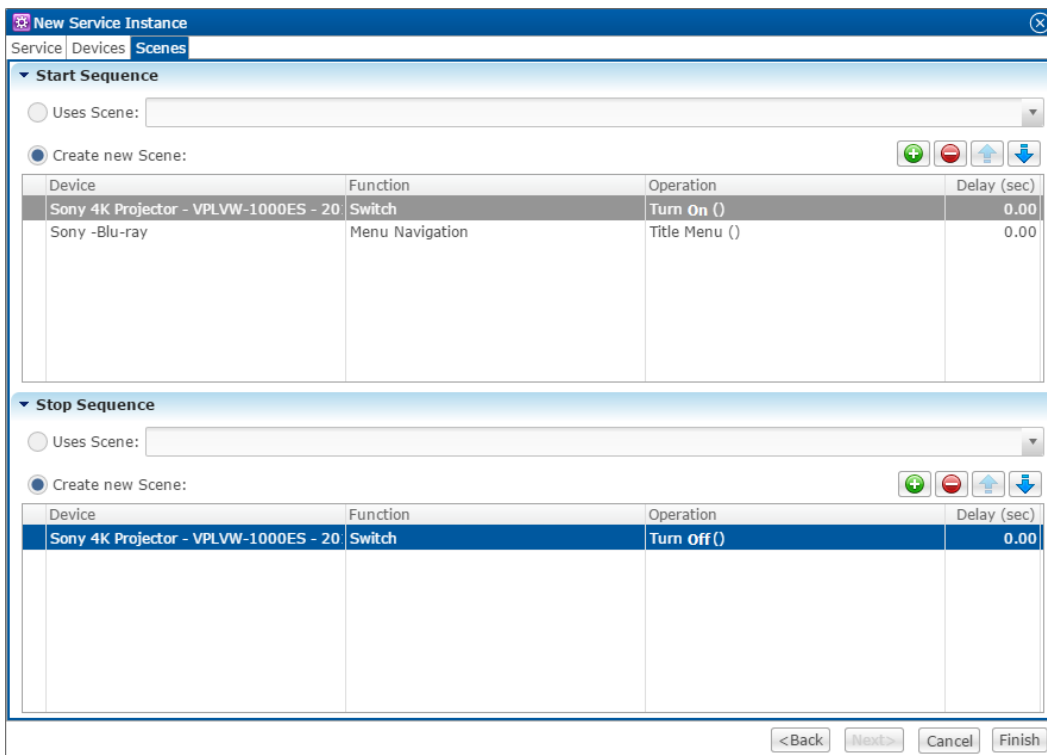 New Service Instance
Service Devices Scenes
Start Sequence
Uses Scene:
Create new Scene:
Device Function Operation Delay (sec)
Sony 4K Projector - VPLVW-1000ES - 20 Switch Turn On () 0.00
Sony -Blu-ray Menu Navigation Title Menu () 0.00
Stop Sequence
Uses Scene:
Create new Scene:
Device Function Operation Delay (sec)
Sony 4K Projector - VPLVW-1000ES - 20 Switch Turn Off () 0.00
<Back Next> Cancel Finish